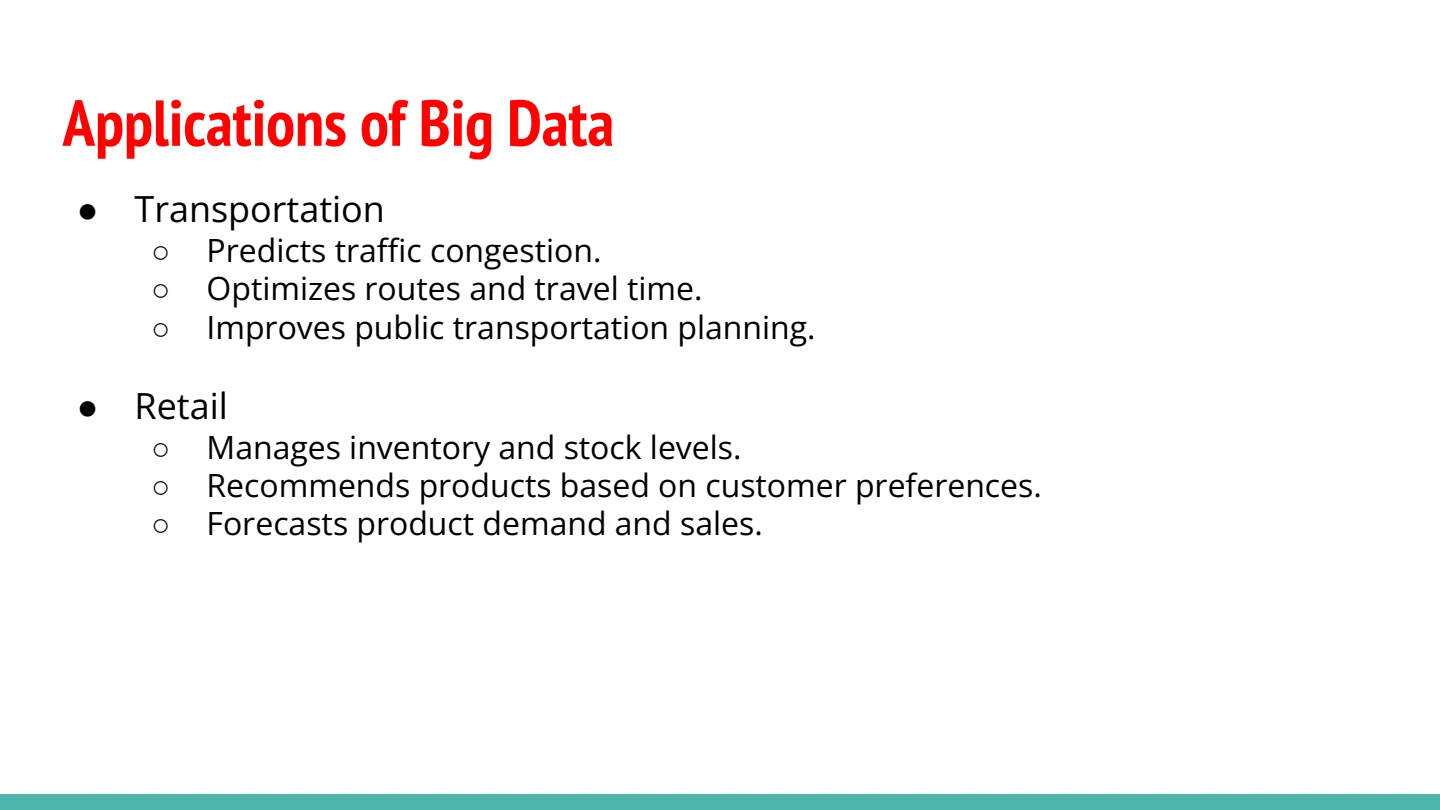 Applications of Big Data
● Transportation
○ Predicts traffic congestion.
○ Optimizes routes and travel time.
○ Improves public transportation planning.
● Retail
○ Manages inventory and stock levels.
○ Recommends products based on customer preferences.
○ Forecasts product demand and sales.